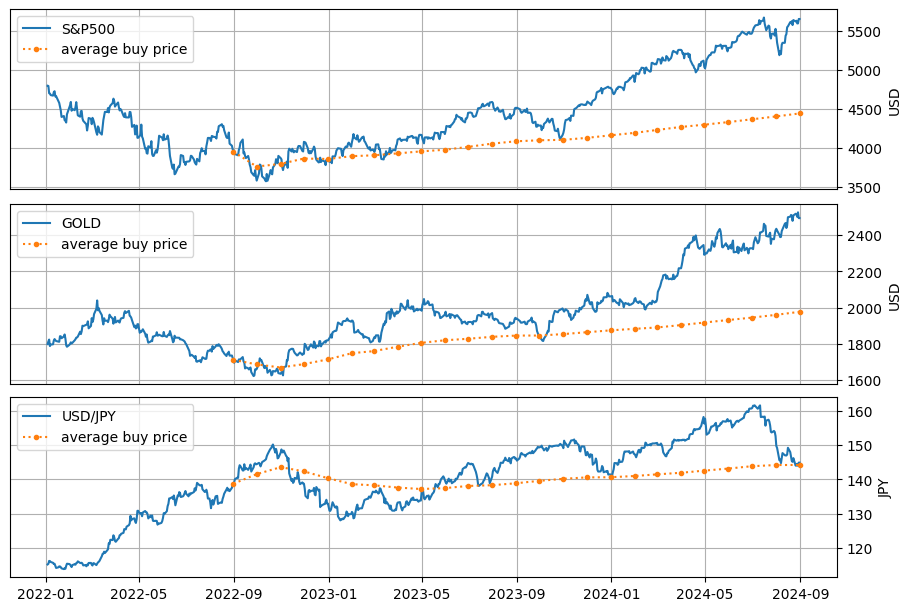 S&P500
average buy price
5500
5000
4500
4000
3500
USD
GOLD
average buy price
2400
2200
2000
1800
1600
USD
USD/JPY
average buy price
160
150
140
130
120
JPY
2022-01 2022-05 2022-09 2023-01 2023-05 2023-09 2024-01 2024-05 2024-09